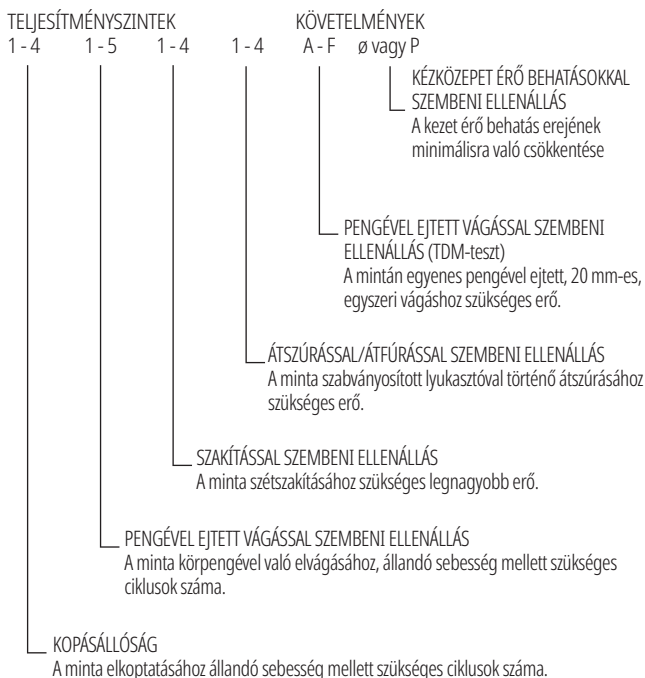 TELJESÍTMÉNYSZINTEK KÖVETELMÉNYEK
1 - 4 1 - 5 1 - 4 1 - 4 A - F ø vagy P
KÉZKÖZEPET ÉRŐ BEHATÁSOKKAL
SZEMBENI ELLENÁLLÁS
A kezet érő behatás erejének
minimálisra való csökkentése
PENGÉVEL EJTETT VÁGÁSSAL SZEMBENI
ELLENÁLLÁS (TDM-teszt)
A mintán egyenes pengével ejtett, 20 mm-es,
egyszeri vágáshoz szükséges erő.
ÁTSZÚRÁSSAL/ÁTFÚRÁSSAL SZEMBENI ELLENÁLLÁS
A minta szabványosított lyukasztóval történő átszúrásához
szükséges erő.
SZAKÍTÁSSAL SZEMBENI ELLENÁLLÁS
A minta szétszakításához szükséges legnagyobb erő.
PENGÉVEL EJTETT VÁGÁSSAL SZEMBENI ELLENÁLLÁS
A minta körpengével való elvágásához, állandó sebesség mellett szükséges
ciklusok száma.
KOPÁSÁLLÓSÁG
A minta elkoptatásához állandó sebesség mellett szükséges ciklusok száma.